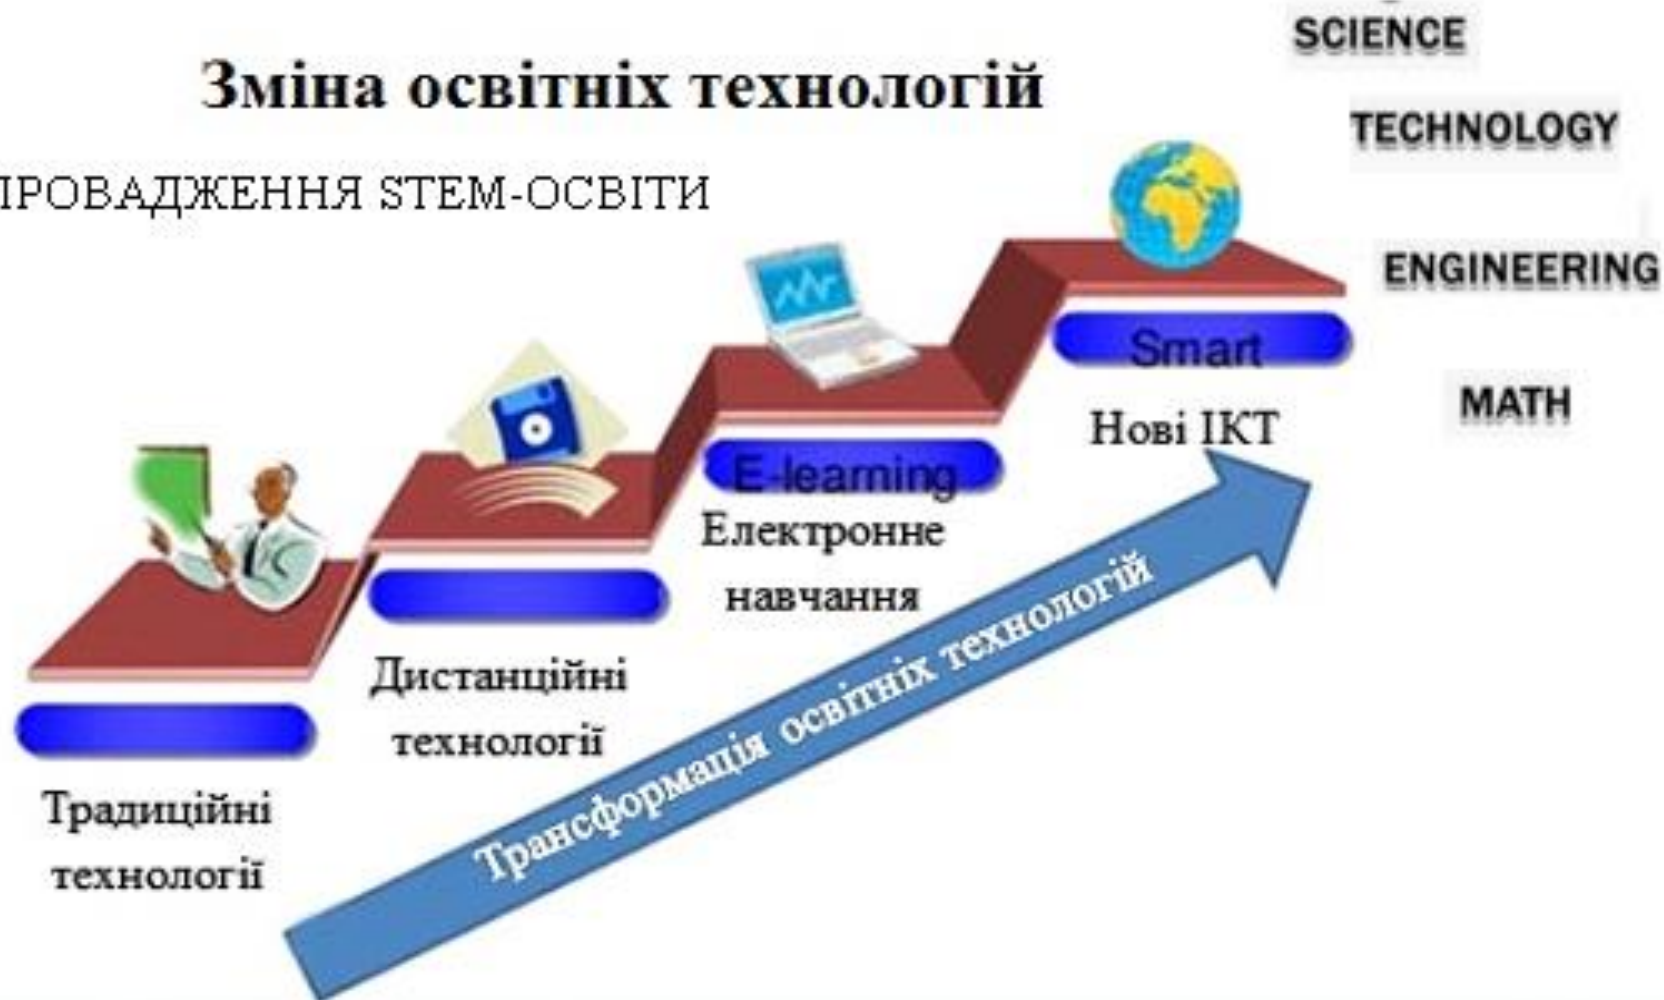 SCIENCE
Зміна освітніх технологій
TECHNOLOGY
STEM-ОСВІТИ
ENGINEERING
Smart
MATH
Нові ІКТ
E-learning
Електронне
навчання
Дистанційні
технології
Традиційні
технології
Трансформація освітніх технологій